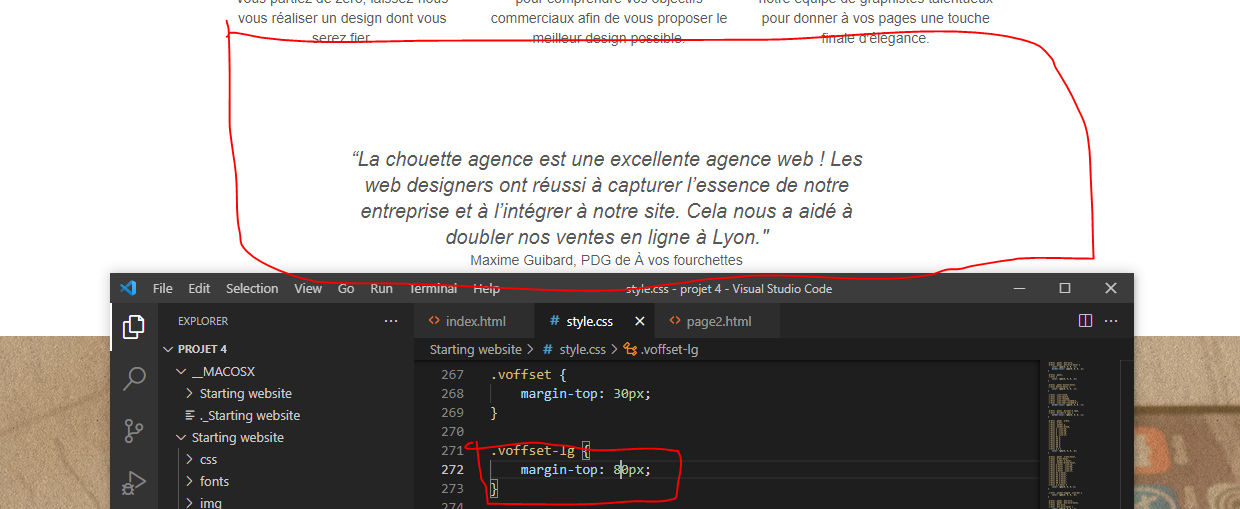 vous partiez de zéro, laissez-nous
pour comprendre vos objectifs
notre équipe de graphistes talentueux
vous réaliser un design dont vous
commerciaux afin de vous proposer le
pour donner à vos pages une touche
serez fier.
meilleur design possible.
finale d'élégance.
“La chouette agence est une excellente agence web ! Les
web designers ont réussi à capturer l’essence de notre
entreprise et à l’intégrer à notre site. Cela nous a aidé à
doubler nos ventes en ligne à Lyon."
Maxime Guibard, PDG de À vos fourchettes
File Edit Selection View Go Run Terminal Help style.css - projet 4 - Visual Studio Code
EXPLORER ···
<> index.html # style.css <> page2.html ···
PROJET 4
Starting website > # style.css > .voffset-lg
__MACOSX
> Starting website
._Starting website
Starting website
> css
> fonts
> img
267 .voffset {
268 margin-top: 30px;
269 }
270
271 .voffset-lg {
272 margin-top: 80px;
273 }
274